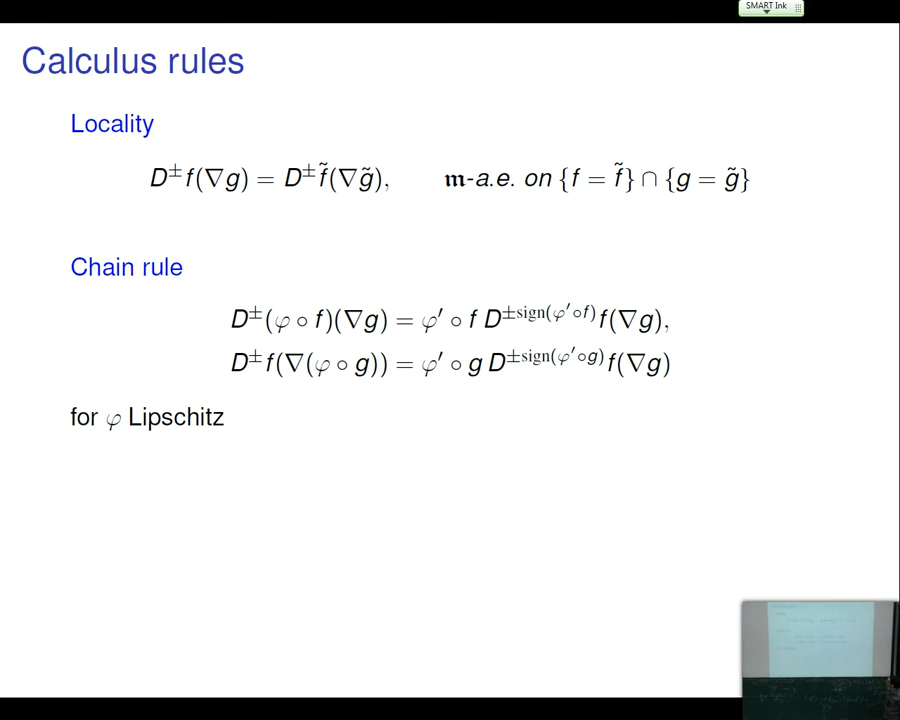 SMART Ink
Calculus rules
Locality
D±f(∇g) = D±f̃(∇g̃), 𝔪-a.e. on {f = f̃} ∩ {g = g̃}
Chain rule
D±(φ ∘ f)(∇g) = φ′ ∘ f D^{±sign(φ′∘f)} f(∇g),
D±f(∇(φ ∘ g)) = φ′ ∘ g D^{±sign(φ′∘g)} f(∇g)
for φ Lipschitz